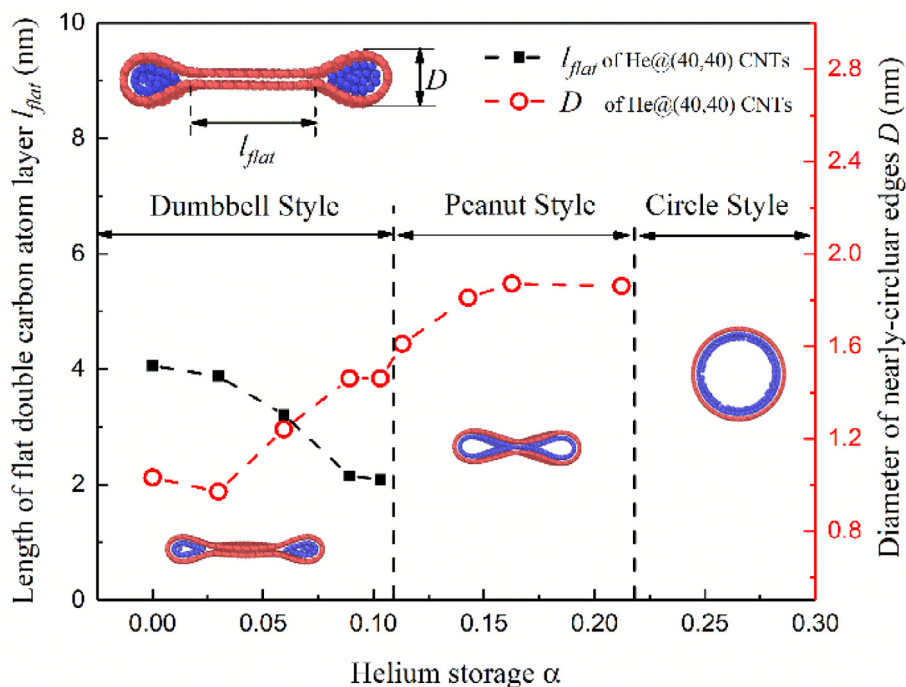 Length of flat double carbon atom layer l_flat (nm)
10
8
6
4
2
0
D
l_flat
l_flat of He@(40,40) CNTs
D of He@(40,40) CNTs
Dumbbell Style
Peanut Style
Circle Style
2.8
2.4
2.0
1.6
1.2
0.8
Diameter of nearly-circluar edges D (nm)
0.00 0.05 0.10 0.15 0.20 0.25 0.30
Helium storage α